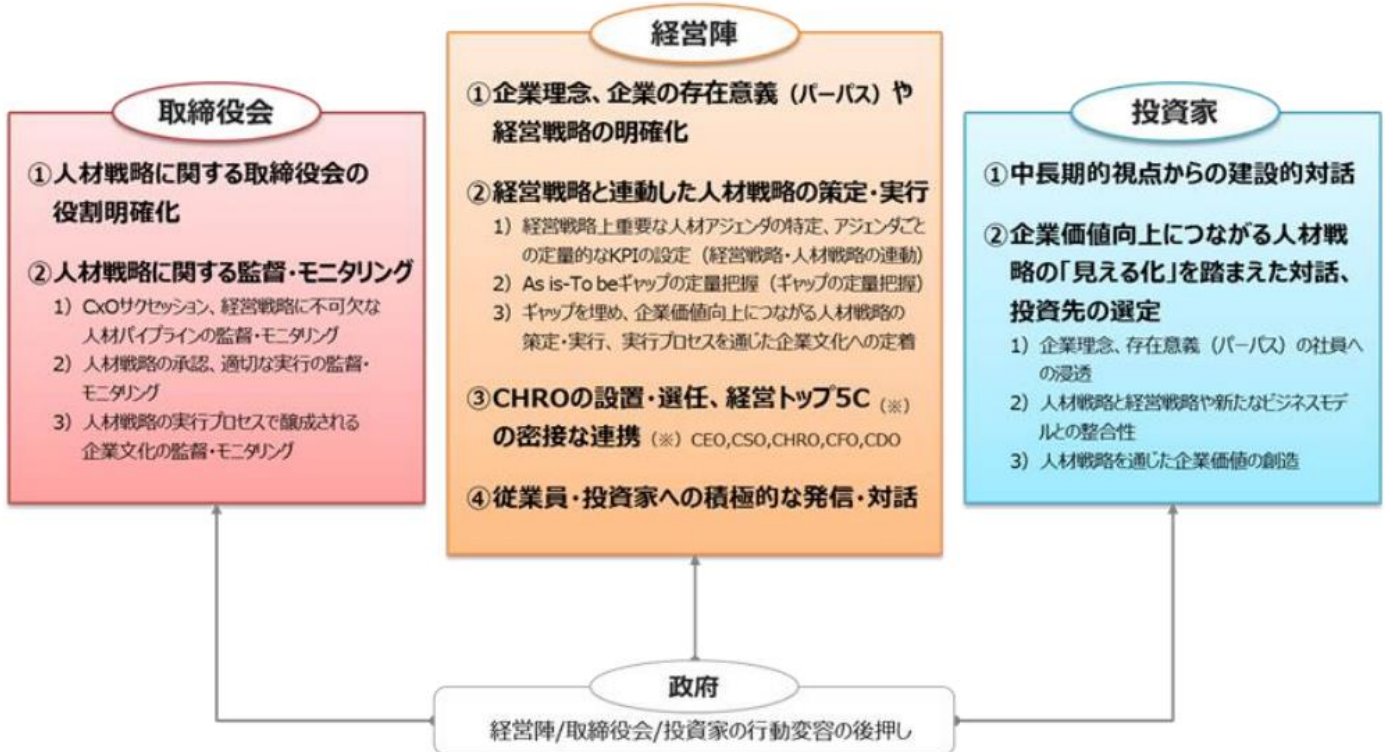 取締役会
①人材戦略に関する取締役会の
役割明確化
②人材戦略に関する監督・モニタリング
1）CxOサクセッション、経営戦略に不可欠な
人材パイプラインの監督・モニタリング
2）人材戦略の承認、適切な実行の監督・
モニタリング
3）人材戦略の実行プロセスで醸成される
企業文化の監督・モニタリング
経営陣
①企業理念、企業の存在意義（パーパス）や
経営戦略の明確化
②経営戦略と連動した人材戦略の策定・実行
1）経営戦略上重要な人材アジェンダの特定、アジェンダごと
の定量的なKPIの設定（経営戦略・人材戦略の連動）
2）As is-To beギャップの定量把握（ギャップの定量把握）
3）ギャップを埋め、企業価値向上につながる人材戦略の
策定・実行、実行プロセスを通じた企業文化への定着
③CHROの設置・選任、経営トップ5C（※）
の密接な連携（※）CEO,CSO,CHRO,CFO,CDO
④従業員・投資家への積極的な発信・対話
投資家
①中長期的視点からの建設的対話
②企業価値向上につながる人材戦
略の「見える化」を踏まえた対話、
投資先の選定
1）企業理念、存在意義（パーパス）の社員へ
の浸透
2）人材戦略と経営戦略や新たなビジネスモデ
ルとの整合性
3）人材戦略を通じた企業価値の創造
政府
経営陣/取締役会/投資家の行動変容の後押し